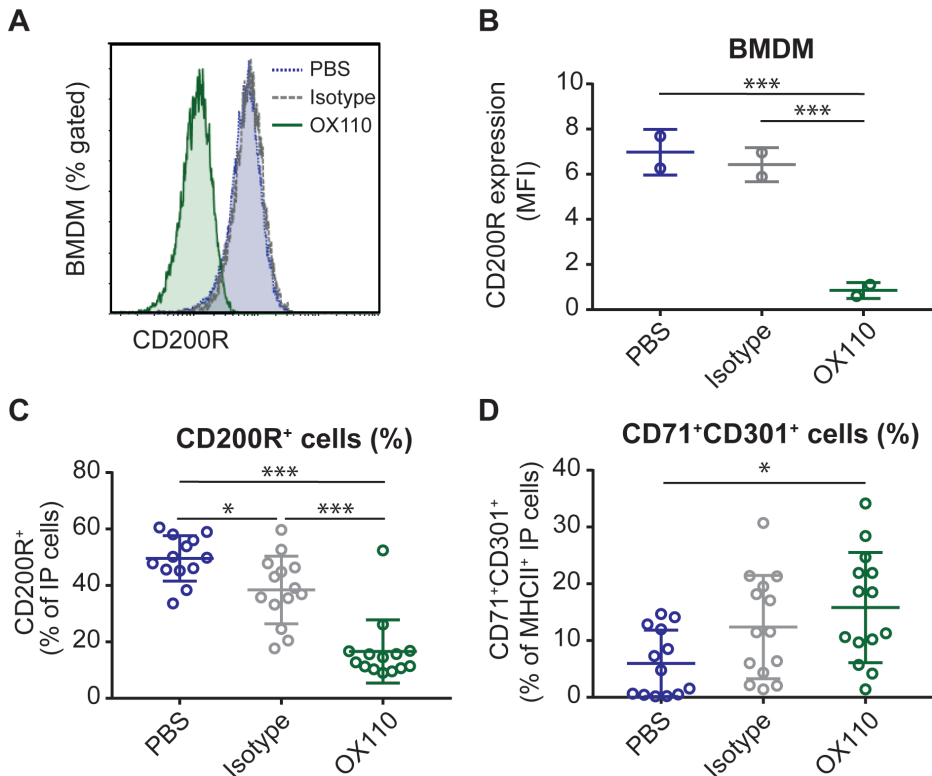 A
BMDM (% gated)
PBS
Isotype
OX110
CD200R
B
BMDM
CD200R expression
(MFI)
10
8
6
4
2
0
***
***
PBS
Isotype
OX110
C
CD200R⁺ cells (%)
CD200R⁺
(% of IP cells)
80
60
40
20
0
***
*
***
PBS
Isotype
OX110
D
CD71⁺CD301⁺ cells (%)
CD71⁺CD301⁺
(% of MHCII⁺ IP cells)
40
30
20
10
0
*
PBS
Isotype
OX110